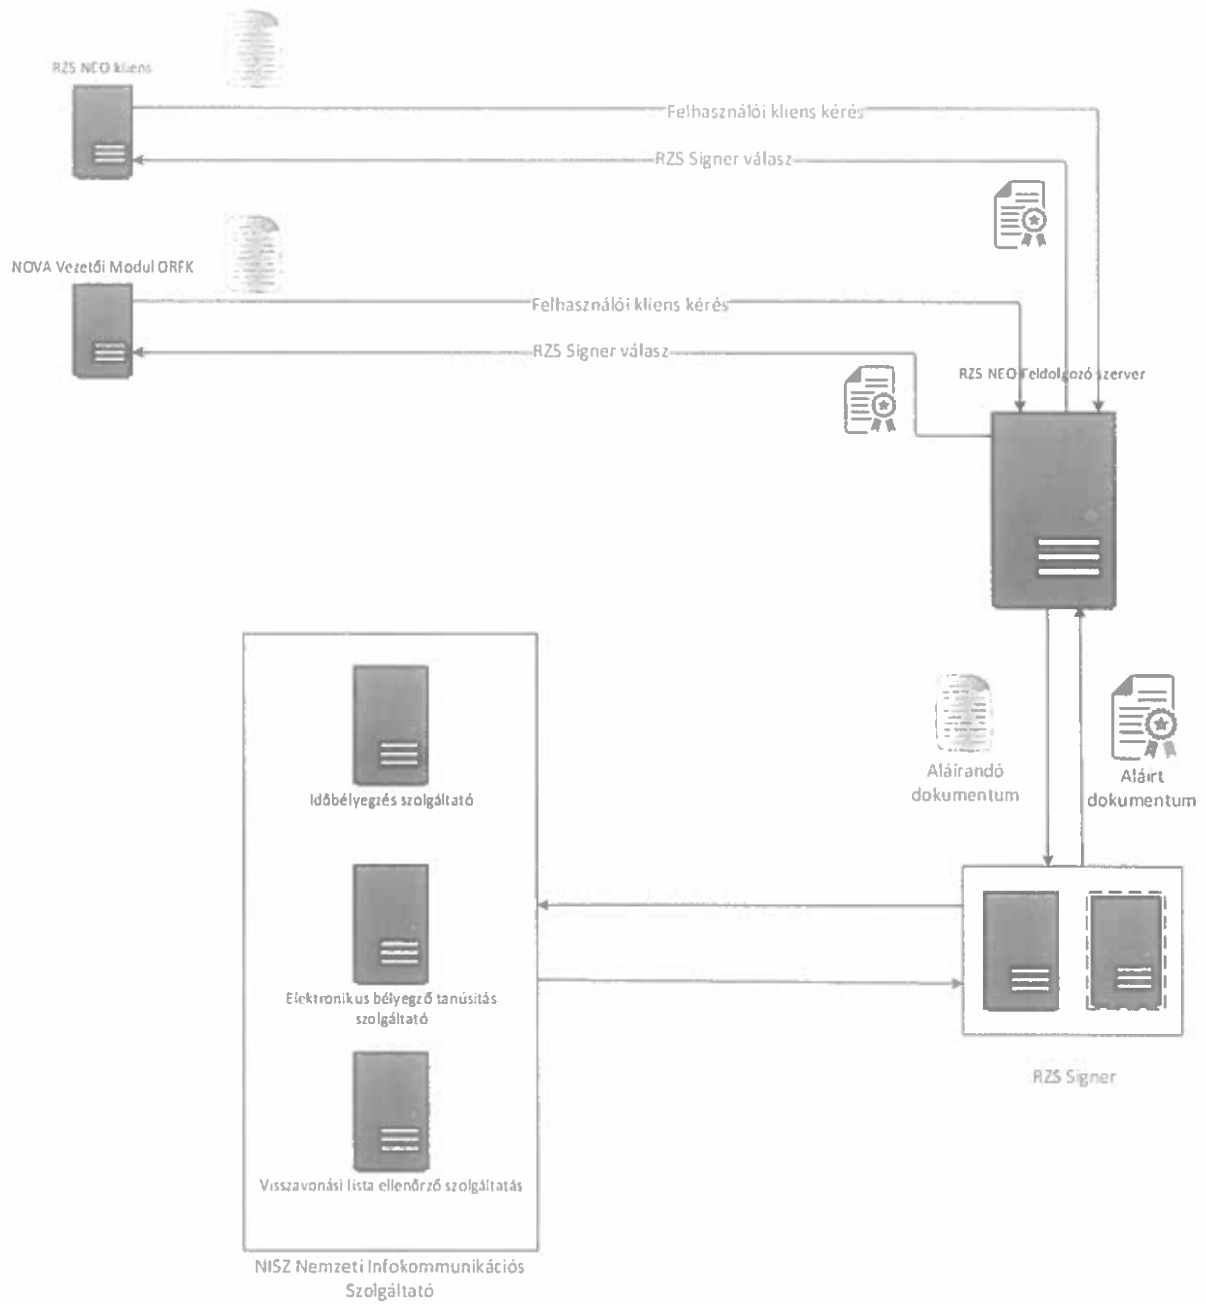 RZS NEO kliens
Felhasználói kliens kérés
RZS Signer válasz
NOVA Vezetői Modul ORFK
Felhasználói kliens kérés
RZS Signer válasz
RZS NEO Feldolgozó szerver
Időbélyegzés szolgáltató
Aláírandó
dokumentum
Aláírt
dokumentum
Elektronikus bélyegző tanúsítás
szolgáltató
RZS Signer
Visszavonási lista ellenőrző szolgáltatás
NISZ Nemzeti Infokommunikációs
Szolgáltató